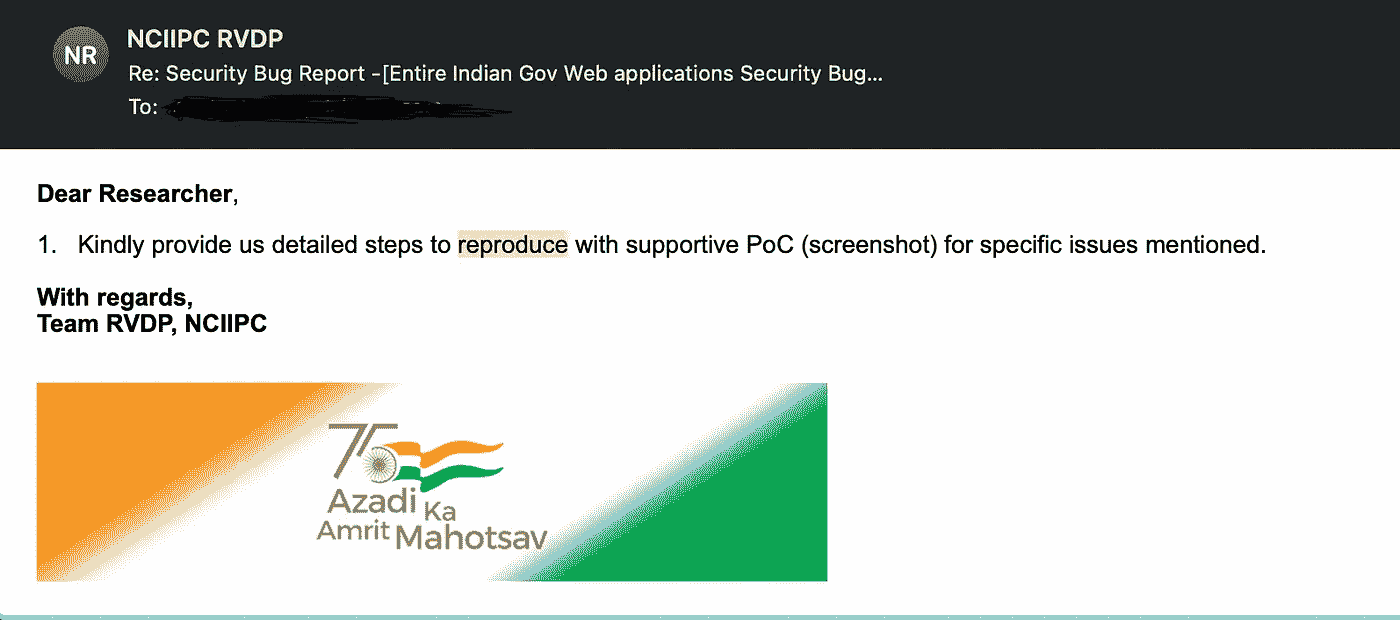 NR
NCIIPC RVDP
Re: Security Bug Report -[Entire Indian Gov Web applications Security Bug...
To:
Dear Researcher,
1. Kindly provide us detailed steps to reproduce with supportive PoC (screenshot) for specific issues mentioned.
With regards,
Team RVDP, NCIIPC
75
Azadi Ka
Amrit Mahotsav